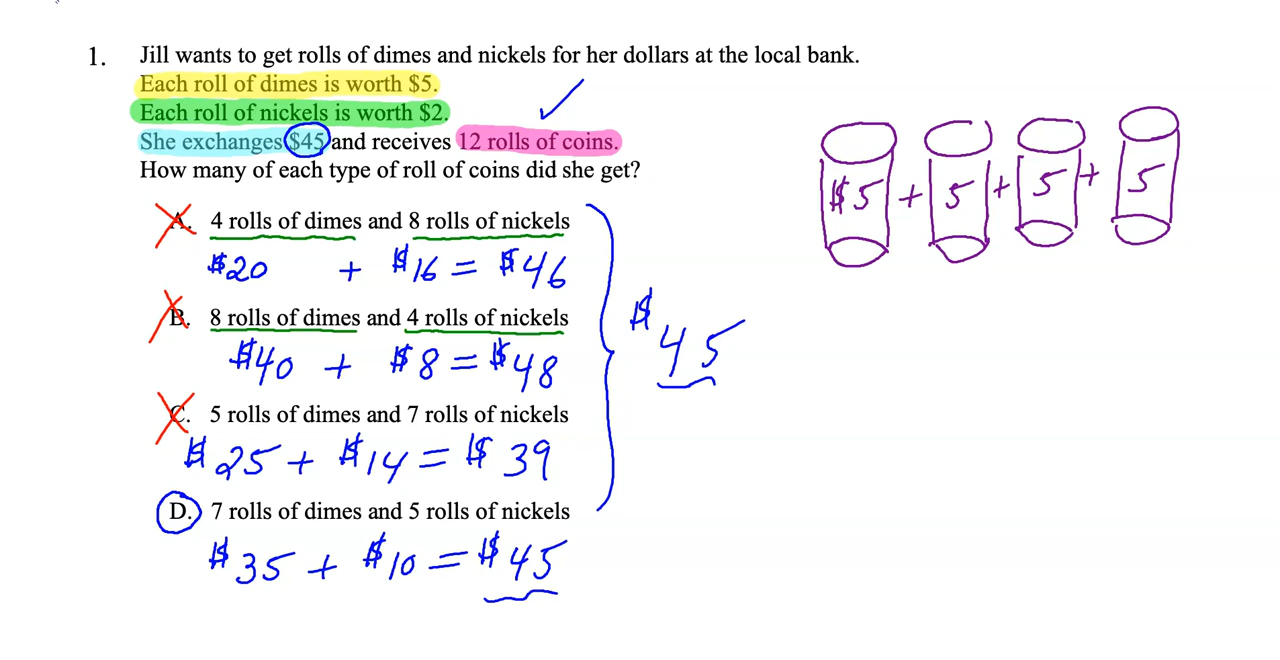 1. Jill wants to get rolls of dimes and nickels for her dollars at the local bank.
Each roll of dimes is worth $5.
Each roll of nickels is worth $2.
She exchanges $45 and receives 12 rolls of coins.
How many of each type of roll of coins did she get?
$5 + 5 + 5 + 5
A. 4 rolls of dimes and 8 rolls of nickels
$20 + $16 = $46
B. 8 rolls of dimes and 4 rolls of nickels
$40 + $8 = $48
$45
C. 5 rolls of dimes and 7 rolls of nickels
$25 + $14 = $39
D. 7 rolls of dimes and 5 rolls of nickels
$35 + $10 = $45